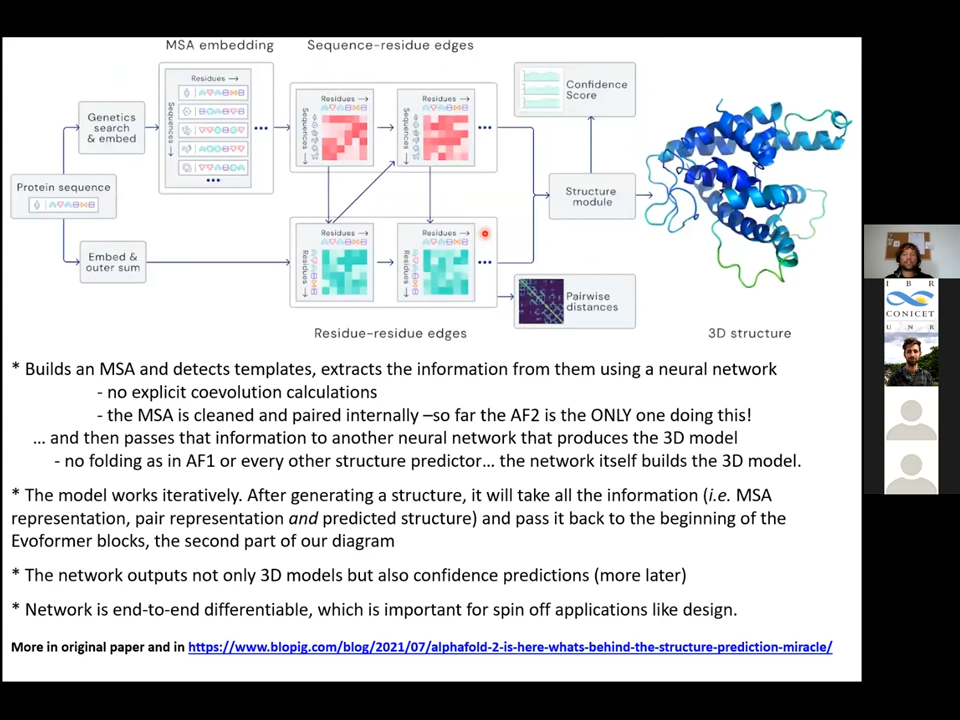 MSA embedding
Sequence-residue edges
Residues →
Sequences →
•••
Genetics
search
& embed
Protein sequence
Embed &
outer sum
Residues →
Sequences →
Residues →
Sequences →
•••
Residues →
Residues →
Residues →
Residues →
•••
Residue-residue edges
Confidence
Score
Structure
module
Pairwise
distances
3D structure
* Builds an MSA and detects templates, extracts the information from them using a neural network
- no explicit coevolution calculations
- the MSA is cleaned and paired internally –so far the AF2 is the ONLY one doing this!
… and then passes that information to another neural network that produces the 3D model
- no folding as in AF1 or every other structure predictor… the network itself builds the 3D model.
* The model works iteratively. After generating a structure, it will take all the information (i.e. MSA
representation, pair representation and predicted structure) and pass it back to the beginning of the
Evoformer blocks, the second part of our diagram
* The network outputs not only 3D models but also confidence predictions (more later)
* Network is end-to-end differentiable, which is important for spin off applications like design.
More in original paper and in https://www.blopig.com/blog/2021/07/alphafold-2-is-here-whats-behind-the-structure-prediction-miracle/
I B R
CONICET
U N R